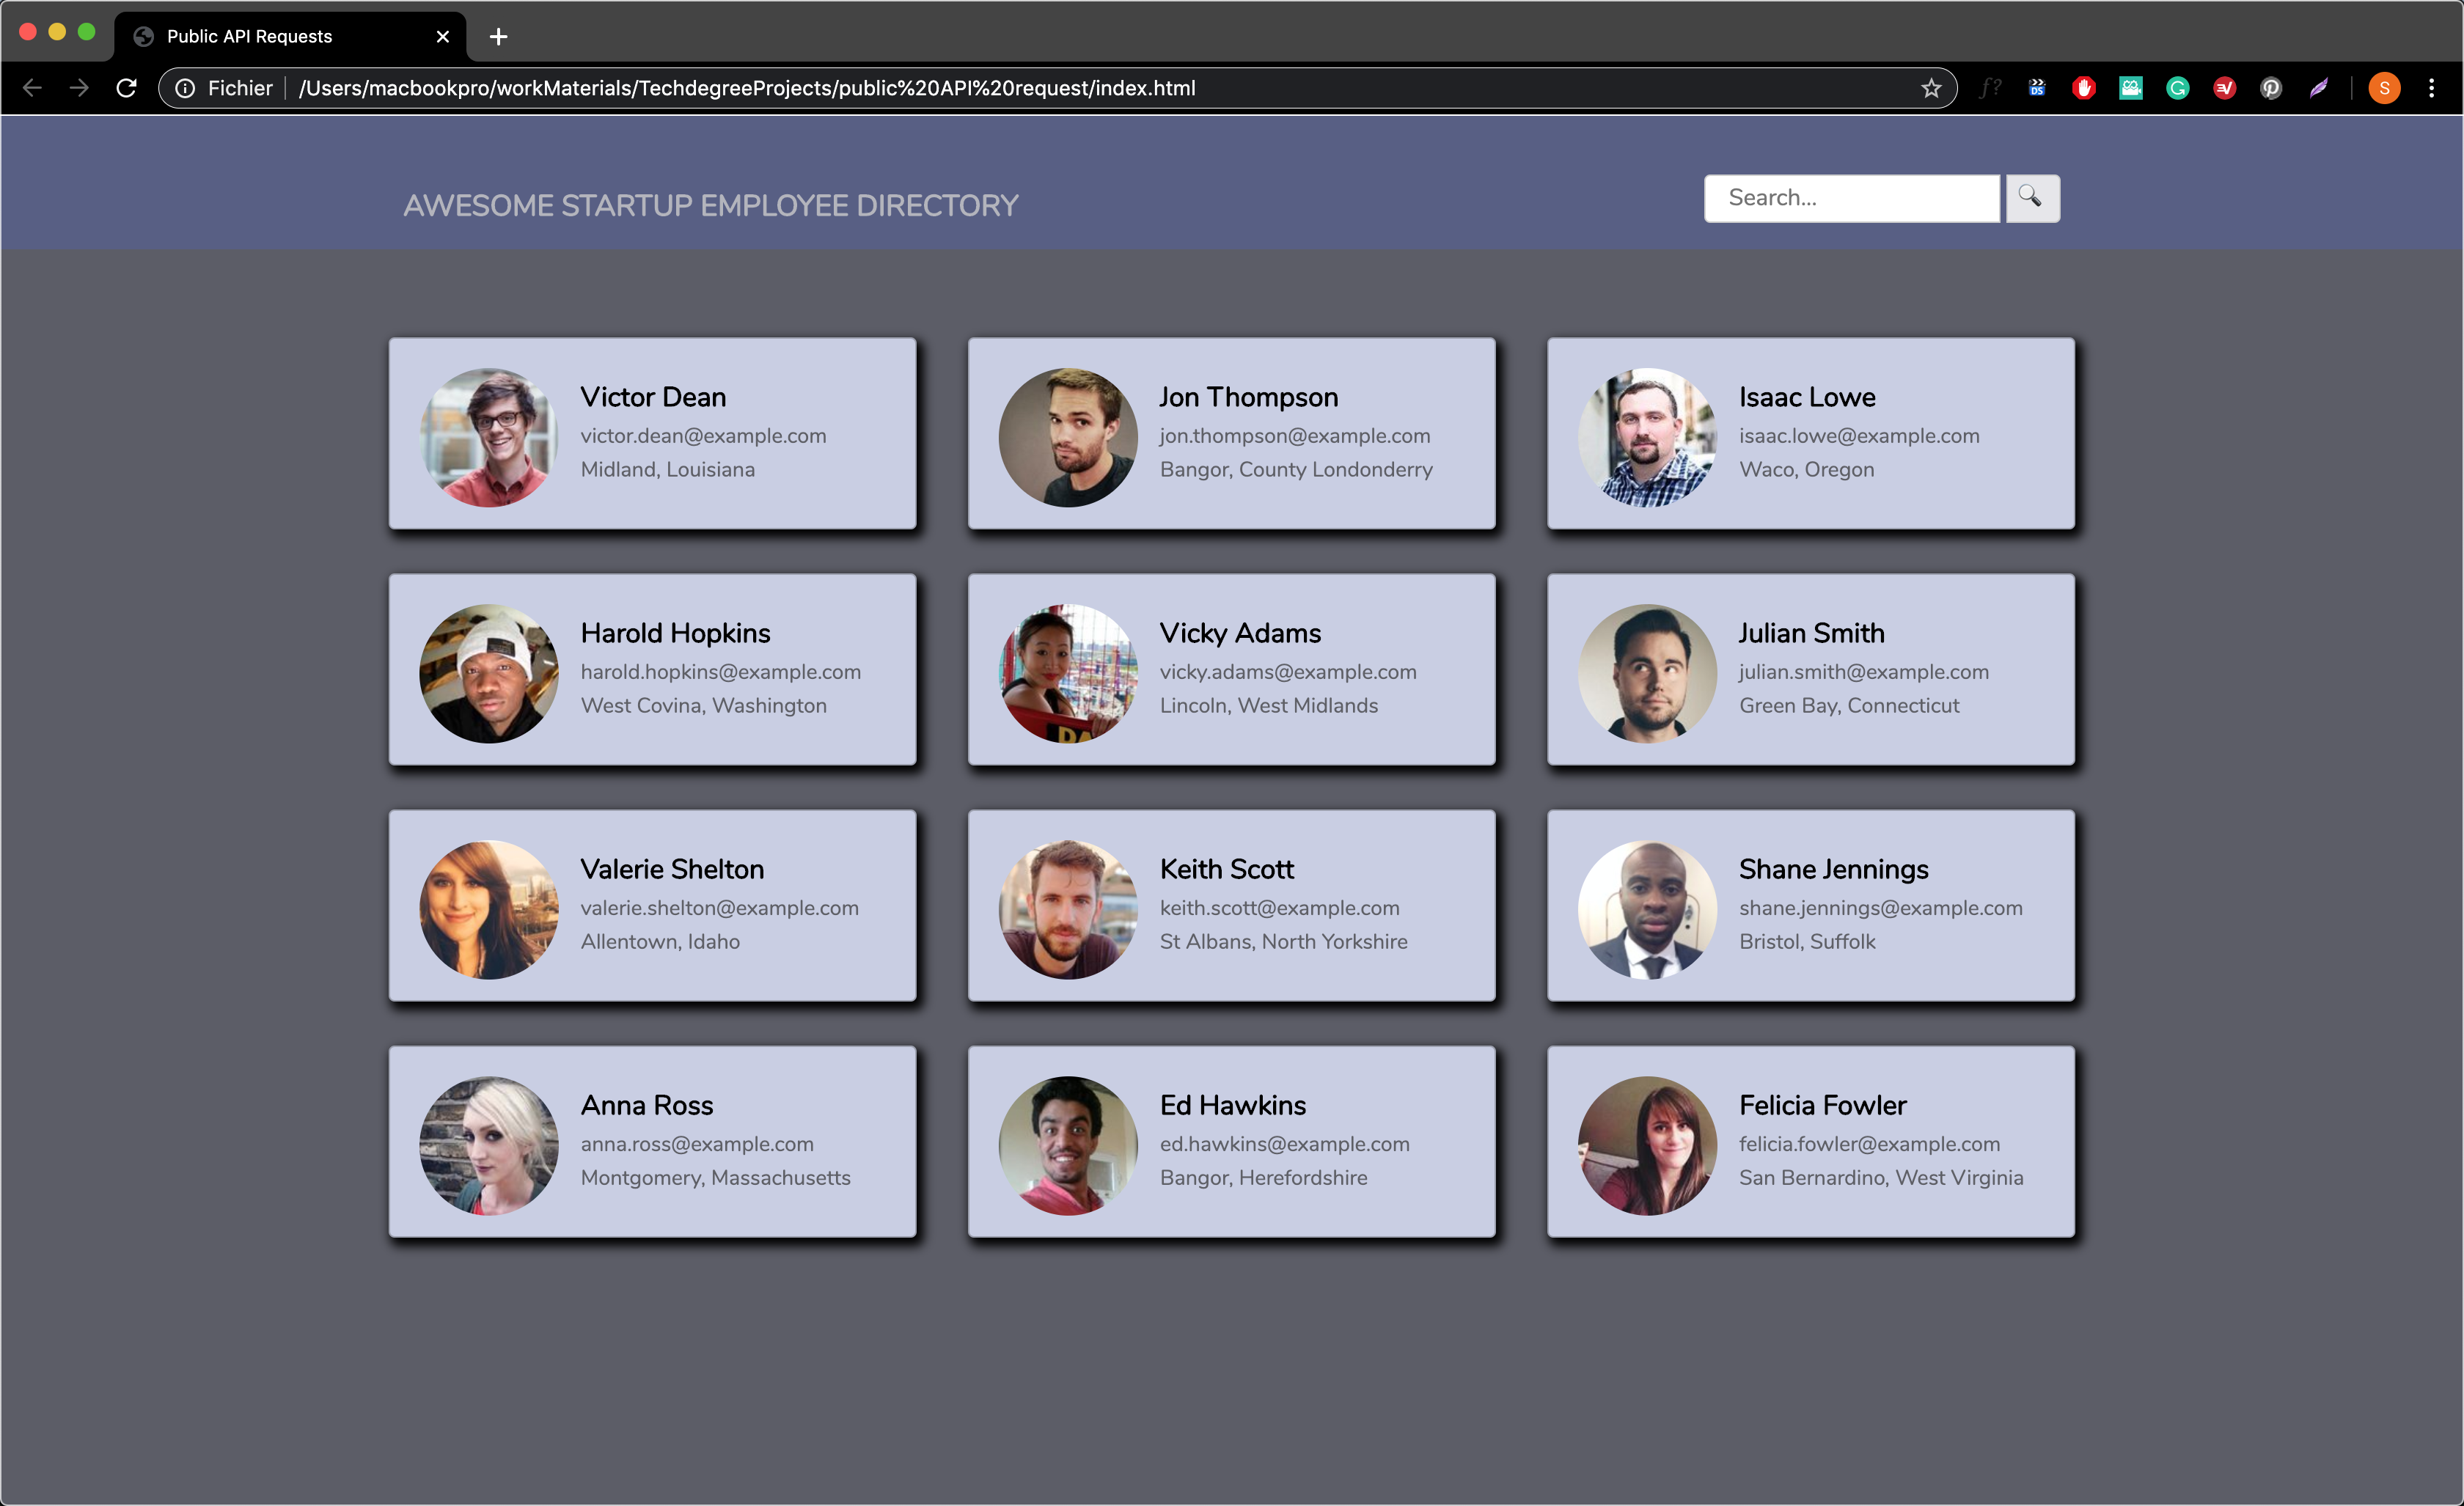 Public API Requests
Fichier /Users/macbookpro/workMaterials/TechdegreeProjects/public%20API%20request/index.html
f?
DS
S
AWESOME STARTUP EMPLOYEE DIRECTORY
Search...
Victor Dean
victor.dean@example.com
Midland, Louisiana
Jon Thompson
jon.thompson@example.com
Bangor, County Londonderry
Isaac Lowe
isaac.lowe@example.com
Waco, Oregon
Harold Hopkins
harold.hopkins@example.com
West Covina, Washington
Vicky Adams
vicky.adams@example.com
Lincoln, West Midlands
Julian Smith
julian.smith@example.com
Green Bay, Connecticut
Valerie Shelton
valerie.shelton@example.com
Allentown, Idaho
Keith Scott
keith.scott@example.com
St Albans, North Yorkshire
Shane Jennings
shane.jennings@example.com
Bristol, Suffolk
Anna Ross
anna.ross@example.com
Montgomery, Massachusetts
Ed Hawkins
ed.hawkins@example.com
Bangor, Herefordshire
Felicia Fowler
felicia.fowler@example.com
San Bernardino, West Virginia